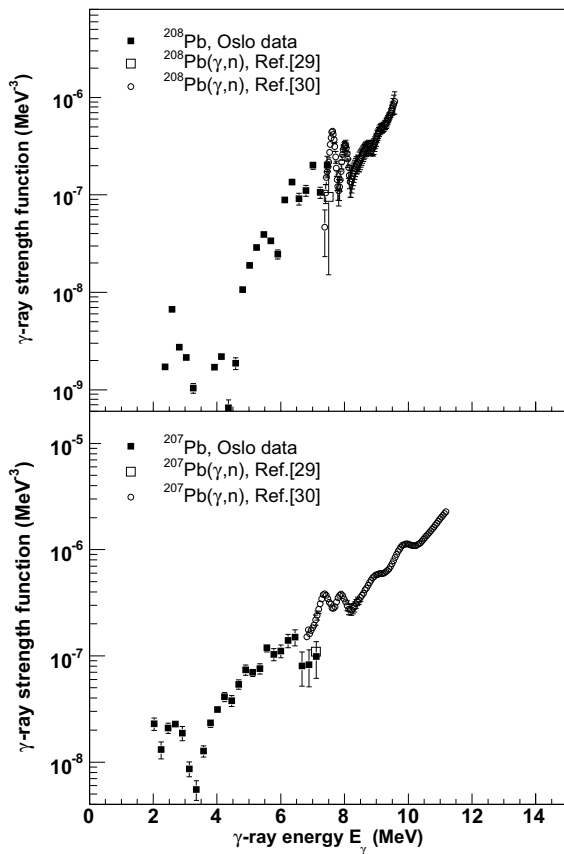 ²⁰⁸Pb, Oslo data
²⁰⁸Pb(γ,n), Ref.[29]
²⁰⁸Pb(γ,n), Ref.[30]
γ-ray strength function (MeV⁻³)
10⁻⁶
10⁻⁷
10⁻⁸
10⁻⁹
²⁰⁷Pb, Oslo data
²⁰⁷Pb(γ,n), Ref.[29]
²⁰⁷Pb(γ,n), Ref.[30]
γ-ray strength function (MeV⁻³)
10⁻⁵
10⁻⁶
10⁻⁷
10⁻⁸
0 2 4 6 8 10 12 14
γ-ray energy Eᵧ (MeV)